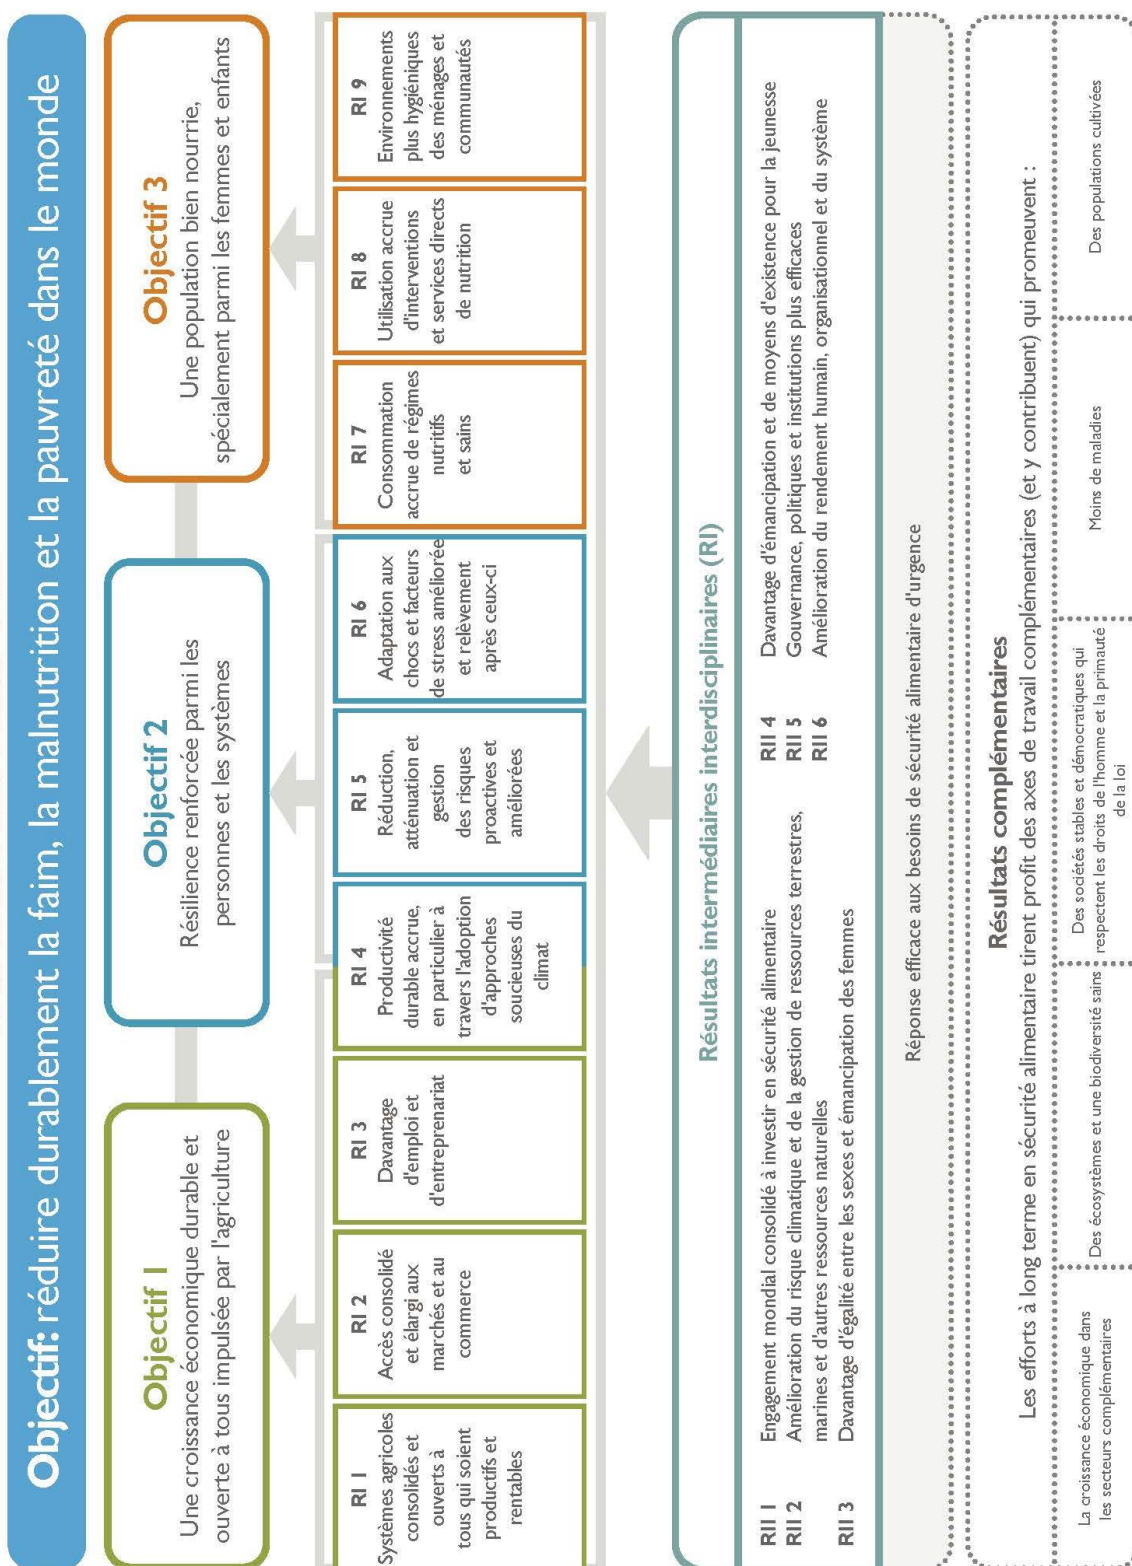 Objectif: réduire durablement la faim, la malnutrition et la pauvreté dans le monde
Objectif 1
Une croissance économique durable et
ouverte à tous impulsée par l'agriculture
Objectif 2
Résilience renforcée parmi les
personnes et les systèmes
Objectif 3
Une population bien nourrie,
spécialement parmi les femmes et enfants
RI 1
Systèmes agricoles
consolidés et
ouverts à
tous qui soient
productifs et
rentables
RI 2
Accès consolidé
et élargi aux
marchés et au
commerce
RI 3
Davantage
d'emploi et
d'entreprenariat
RI 4
Productivité
durable accrue,
en particulier à
travers l'adoption
d'approches
soucieuses du
climat
RI 5
Réduction,
atténuation et
gestion
des risques
proactives et
améliorées
RI 6
Adaptation aux
chocs et facteurs
de stress améliorée
et relèvement
après ceux-ci
RI 7
Consommation
accrue de régimes
nutritifs
et sains
RI 8
Utilisation accrue
d'interventions
et services directs
de nutrition
RI 9
Environnements
plus hygiéniques
des ménages et
communautés
Résultats intermédiaires interdisciplinaires (RI)
RII 1 Engagement mondial consolidé à investir en sécurité alimentaire
RII 2 Amélioration du risque climatique et de la gestion de ressources terrestres,
marines et d'autres ressources naturelles
RII 3 Davantage d'égalité entre les sexes et émancipation des femmes
RII 4 Davantage d'émancipation et de moyens d'existence pour la jeunesse
RII 5 Gouvernance, politiques et institutions plus efficaces
RII 6 Amélioration du rendement humain, organisationnel et du système
Réponse efficace aux besoins de sécurité alimentaire d'urgence
Résultats complémentaires
Les efforts à long terme en sécurité alimentaire tirent profit des axes de travail complémentaires (et y contribuent) qui promeuvent :
La croissance économique dans
les secteurs complémentaires
Des écosystèmes et une biodiversité sains
Des sociétés stables et démocratiques qui
respectent les droits de l'homme et la primauté
de la loi
Moins de maladies
Des populations cultivées